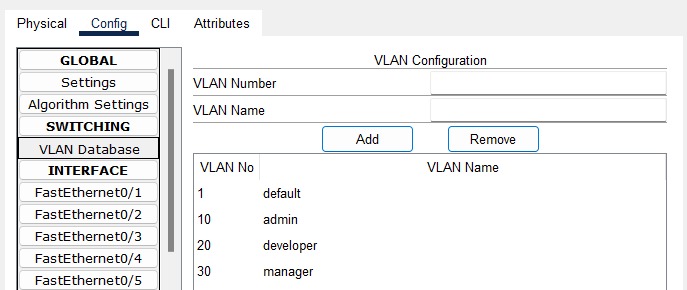 Physical Config CLI Attributes
GLOBAL
Settings
Algorithm Settings
SWITCHING
VLAN Database
INTERFACE
FastEthernet0/1
FastEthernet0/2
FastEthernet0/3
FastEthernet0/4
FastEthernet0/5
VLAN Configuration
VLAN Number
VLAN Name
Add Remove
VLAN No VLAN Name
1 default
10 admin
20 developer
30 manager